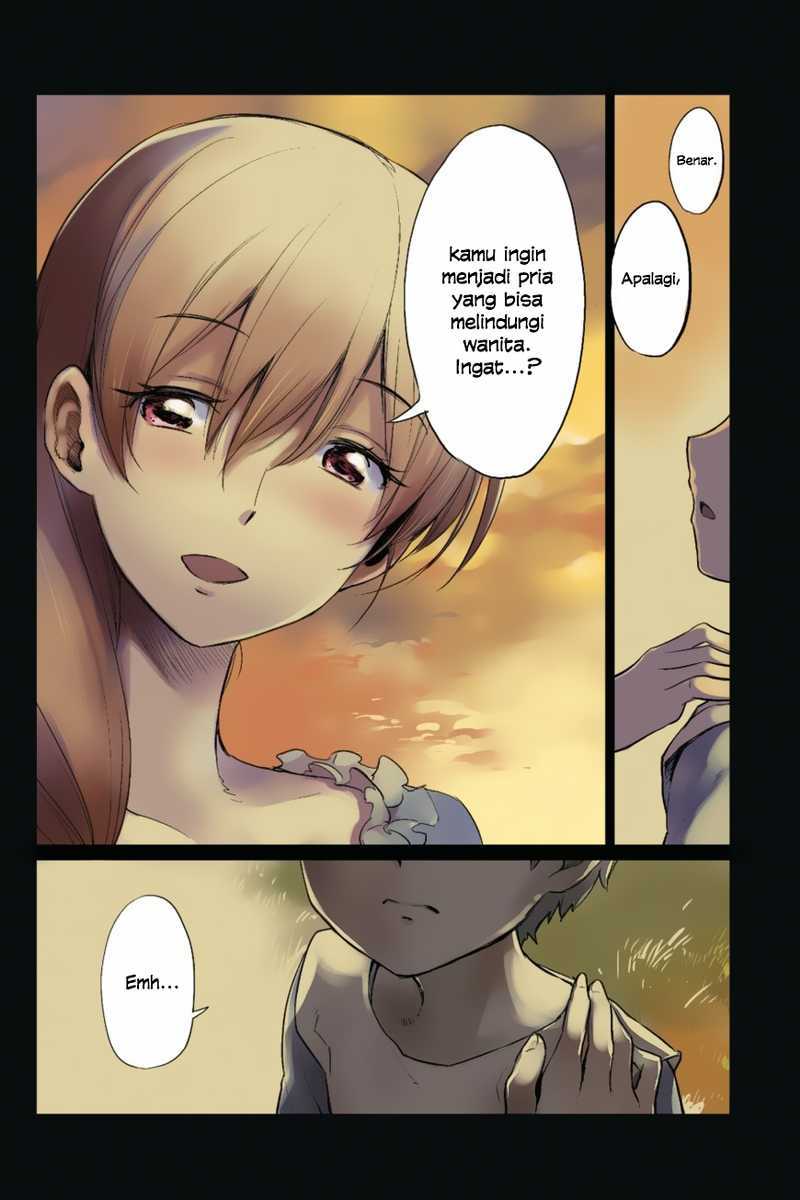 Benar.
Apalagi,
kamu ingin
menjadi pria
yang bisa
melindungi
wanita.
Ingat...?
Emh...